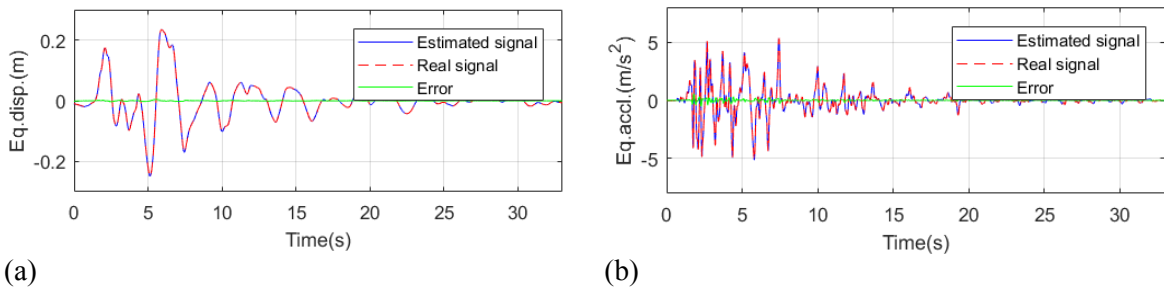 Eq.disp.(m)
0.2
0
-0.2
Estimated signal
Real signal
Error
0 5 10 15 20 25 30
Time(s)
(a)
Eq.accl.(m/s²)
5
0
-5
Estimated signal
Real signal
Error
0 5 10 15 20 25 30
Time(s)
(b)